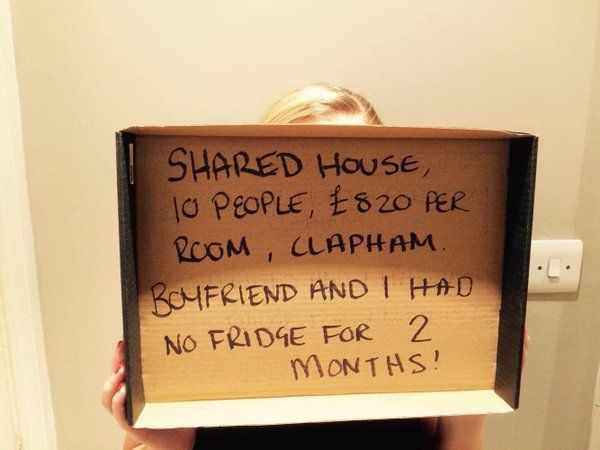 SHARED HOUSE,
10 PEOPLE, £820 PER
ROOM, CLAPHAM.
BOYFRIEND AND I HAD
NO FRIDGE FOR 2
MONTHS!